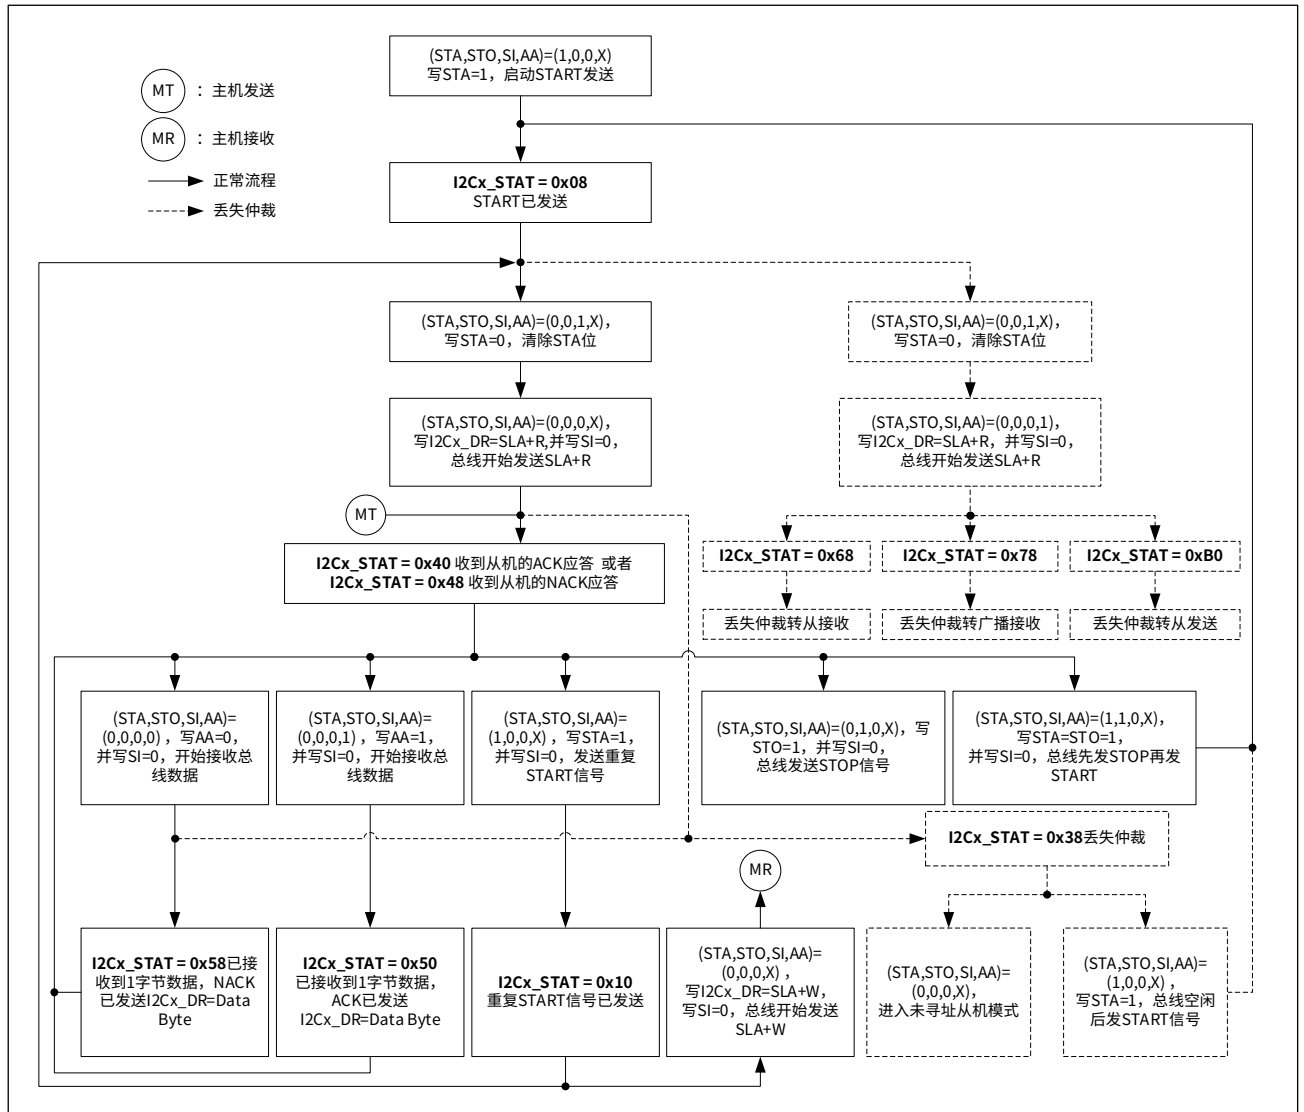 (STA,STO,SI,AA)=(1,0,0,X)
写STA=1，启动START发送
MT ：主机发送
MR ：主机接收
正常流程
丢失仲裁
I2Cx_STAT = 0x08
START已发送
(STA,STO,SI,AA)=(0,0,1,X)，
写STA=0，清除STA位
(STA,STO,SI,AA)=(0,0,1,X)，
写STA=0，清除STA位
(STA,STO,SI,AA)=(0,0,0,X)，
写I2Cx_DR=SLA+R,并写SI=0，
总线开始发送SLA+R
(STA,STO,SI,AA)=(0,0,0,1)，
写I2Cx_DR=SLA+R，并写SI=0，
总线开始发送SLA+R
MT
I2Cx_STAT = 0x40 收到从机的ACK应答 或者
I2Cx_STAT = 0x48 收到从机的NACK应答
I2Cx_STAT = 0x68
I2Cx_STAT = 0x78
I2Cx_STAT = 0xB0
丢失仲裁转从接收
丢失仲裁转广播接收
丢失仲裁转从发送
(STA,STO,SI,AA)=
(0,0,0,0)，写AA=0，
并写SI=0，开始接收总
线数据
(STA,STO,SI,AA)=
(0,0,0,1)，写AA=1，
并写SI=0，开始接收总
线数据
(STA,STO,SI,AA)=
(1,0,0,X)，写STA=1，
并写SI=0，发送重复
START信号
(STA,STO,SI,AA)=(0,1,0,X)，写
STO=1，并写SI=0，
总线发送STOP信号
(STA,STO,SI,AA)=(1,1,0,X)，
写STA=STO=1，
并写SI=0，总线先发STOP再发
START
I2Cx_STAT = 0x38丢失仲裁
MR
I2Cx_STAT = 0x58已接
收到1字节数据，NACK
已发送I2Cx_DR=Data
Byte
I2Cx_STAT = 0x50
已接收到1字节数据，
ACK已发送
I2Cx_DR=Data Byte
I2Cx_STAT = 0x10
重复START信号已发送
(STA,STO,SI,AA)=
(0,0,0,X)，
写I2Cx_DR=SLA+W，
写SI=0，总线开始发送
SLA+W
(STA,STO,SI,AA)=
(0,0,0,X)，
进入未寻址从机模式
(STA,STO,SI,AA)=
(1,0,0,X)，
写STA=1，总线空闲
后发START信号